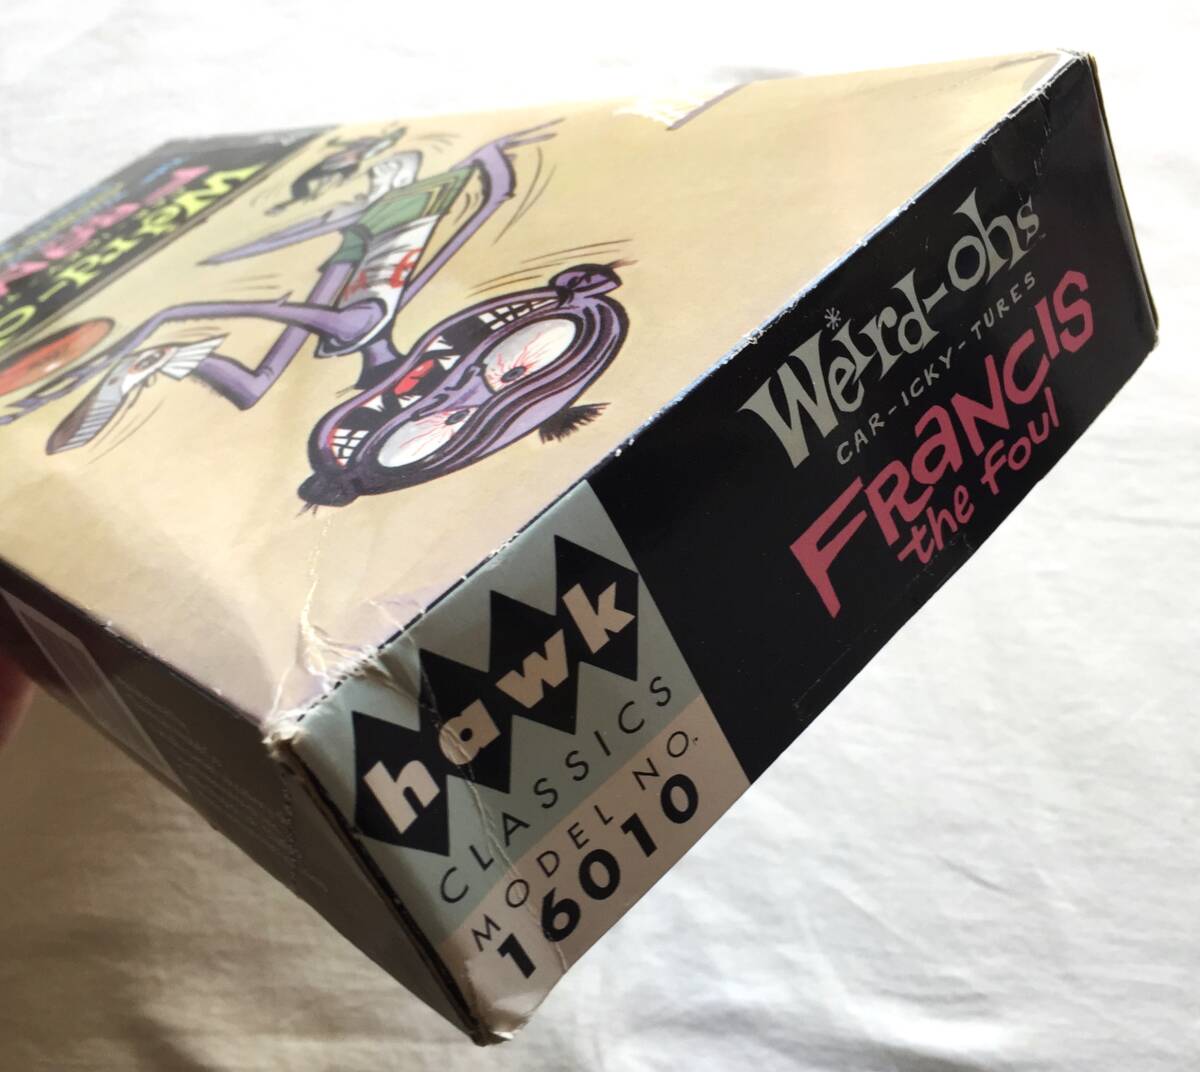 Weird-ohs
CAR-ICKY-TURES
FRANCIS
the Foul
hawk
CLASSICS
MODEL NO.
16010